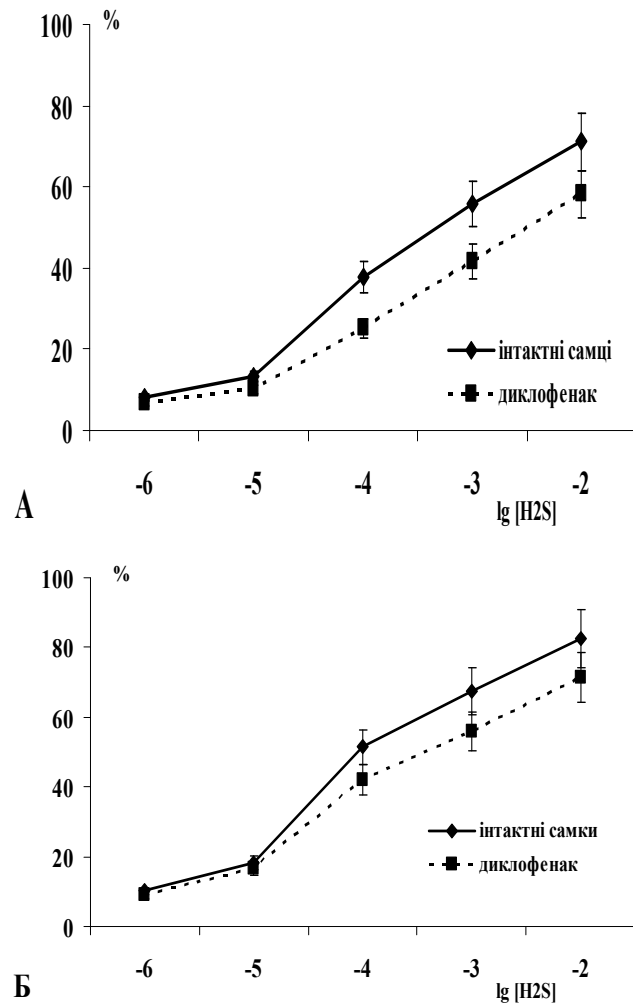 %
100
80
60
40
20
0
інтактні самці
диклофенак
-6 -5 -4 -3 -2
А
lg [H2S]
%
100
80
60
40
20
0
інтактні самки
диклофенак
-6 -5 -4 -3 -2
Б
lg [H2S]